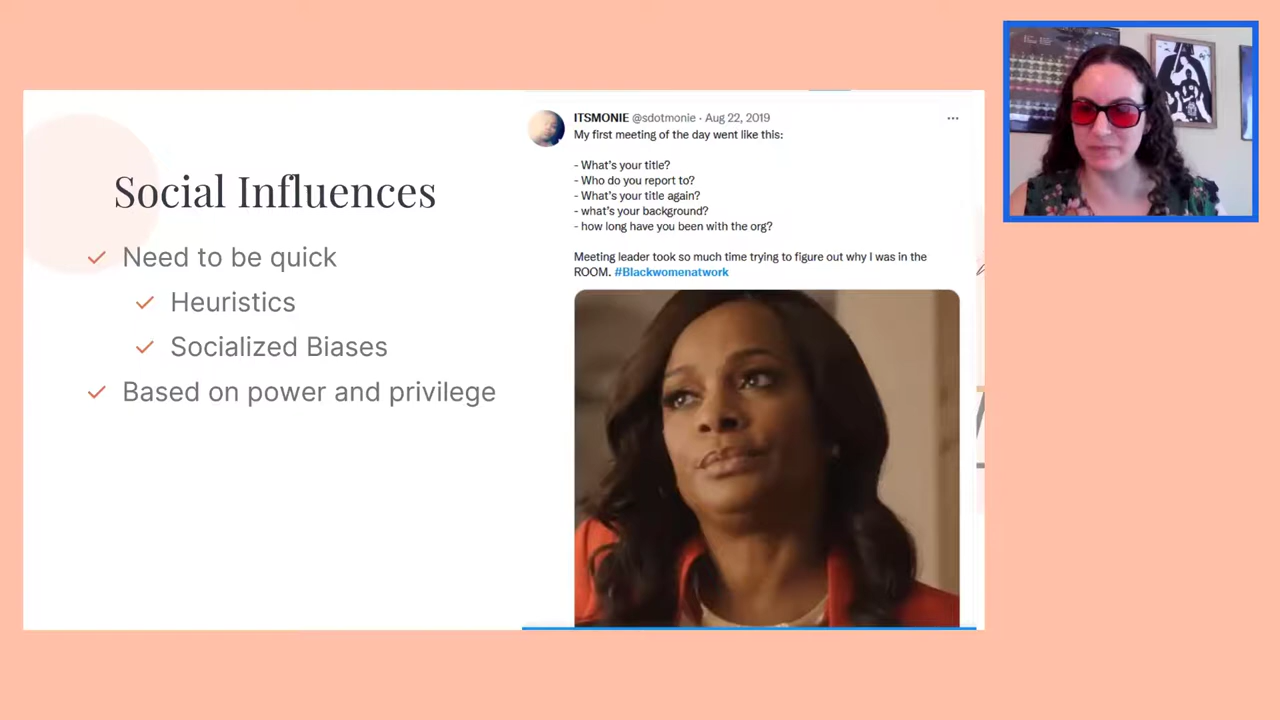 Social Influences
Need to be quick
Heuristics
Socialized Biases
Based on power and privilege
ITSMONIE @sdotmonie · Aug 22, 2019
My first meeting of the day went like this:
- What's your title?
- Who do you report to?
- What's your title again?
- what's your background?
- how long have you been with the org?
Meeting leader took so much time trying to figure out why I was in the
ROOM. #Blackwomenatwork